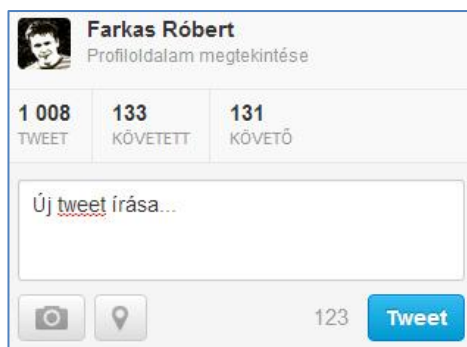 Farkas Róbert
Profiloldalam megtekintése
1 008 133 131
TWEET KÖVETETT KÖVETŐ
Új tweet írása...
123 Tweet